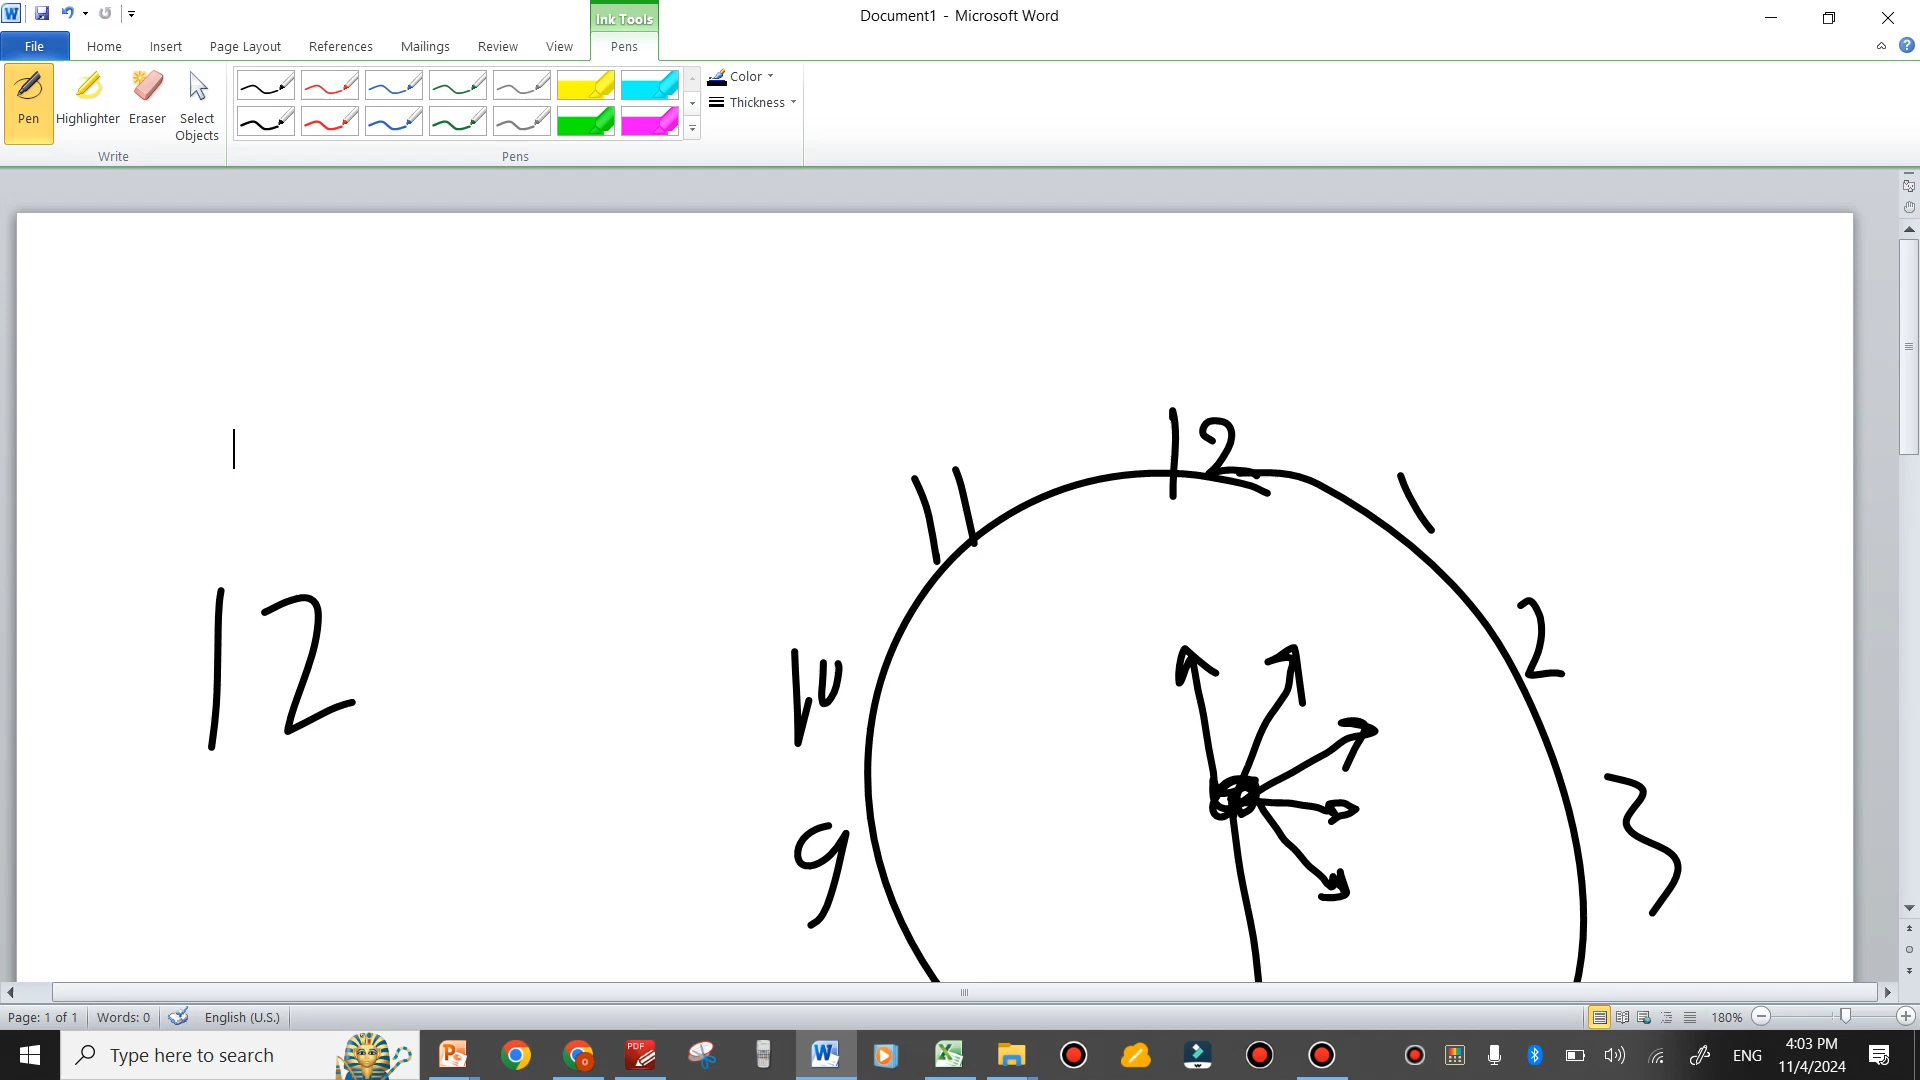 Document1 - Microsoft Word
Ink Tools
File Home Insert Page Layout References Mailings Review View Pens
Pen Highlighter Eraser Select Objects
Color
Thickness
Write Pens
12
11
1
2
12
10
3
9
Page: 1 of 1 Words: 0 English (U.S.) 180%
Type here to search
PDF
ENG
4:03 PM
11/4/2024